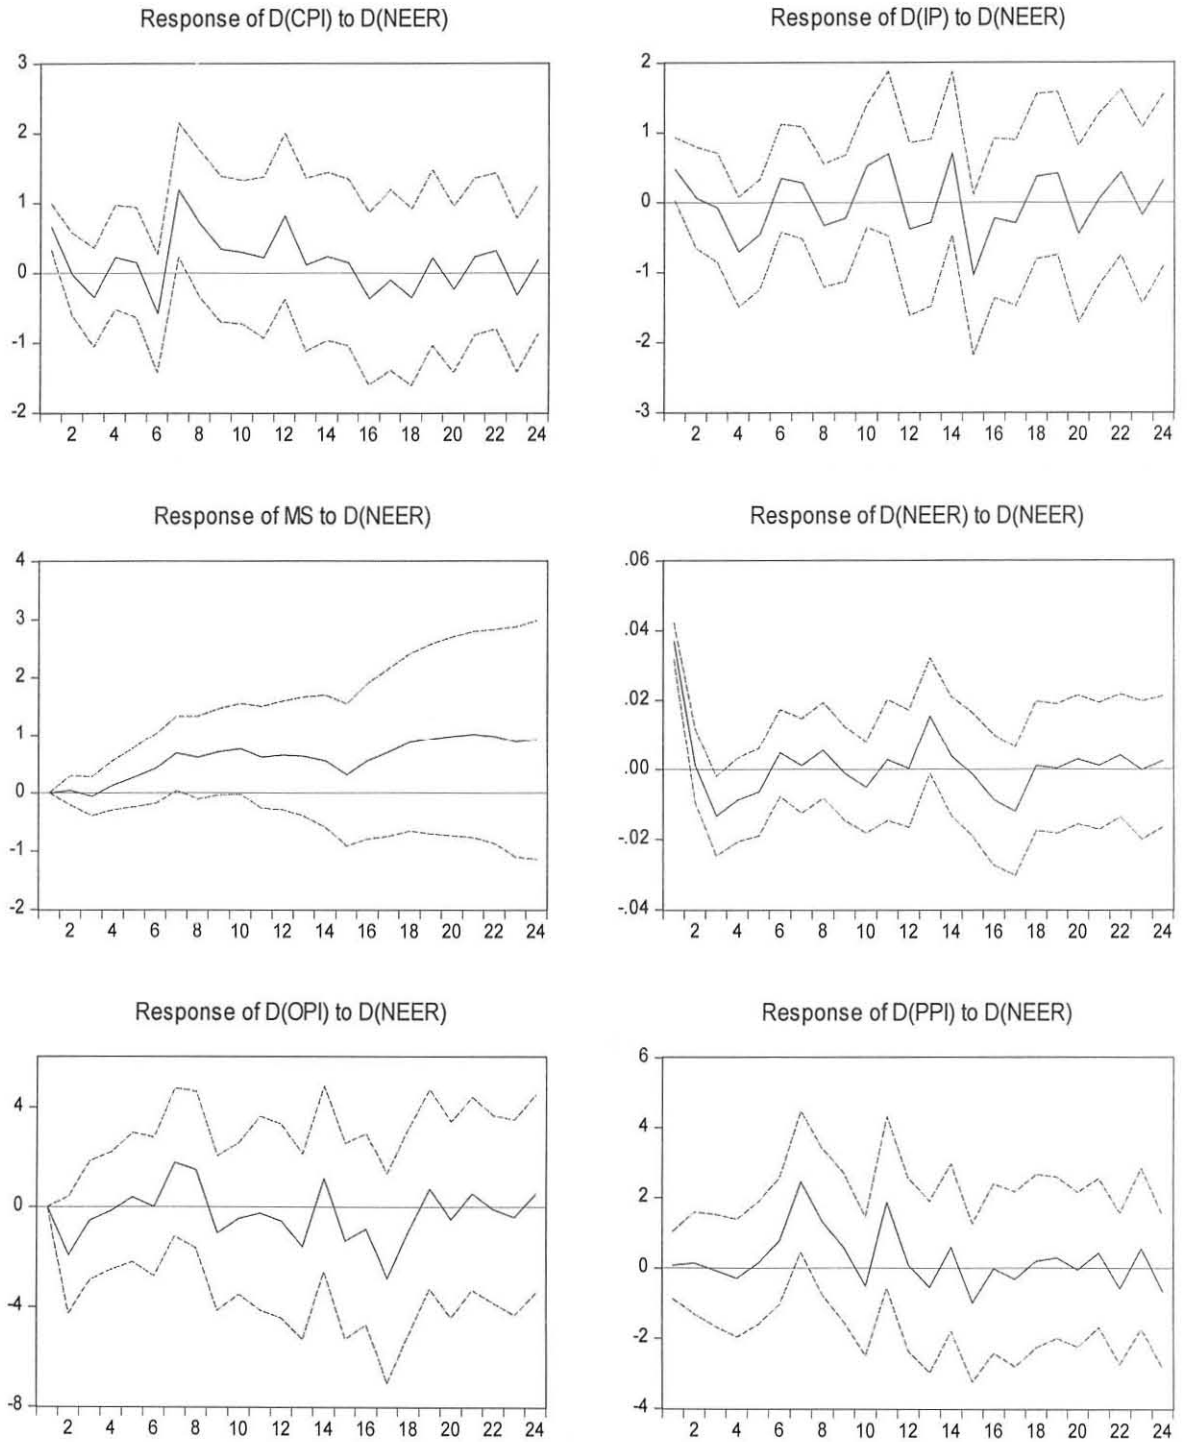 Response of D(CPI) to D(NEER)
3
2
1
0
-1
-2
2 4 6 8 10 12 14 16 18 20 22 24
Response of D(IP) to D(NEER)
2
1
0
-1
-2
-3
2 4 6 8 10 12 14 16 18 20 22 24
Response of MS to D(NEER)
4
3
2
1
0
-1
-2
2 4 6 8 10 12 14 16 18 20 22 24
Response of D(NEER) to D(NEER)
.06
.04
.02
.00
-.02
-.04
2 4 6 8 10 12 14 16 18 20 22 24
Response of D(OPI) to D(NEER)
4
0
-4
-8
2 4 6 8 10 12 14 16 18 20 22 24
Response of D(PPI) to D(NEER)
6
4
2
0
-2
-4
2 4 6 8 10 12 14 16 18 20 22 24